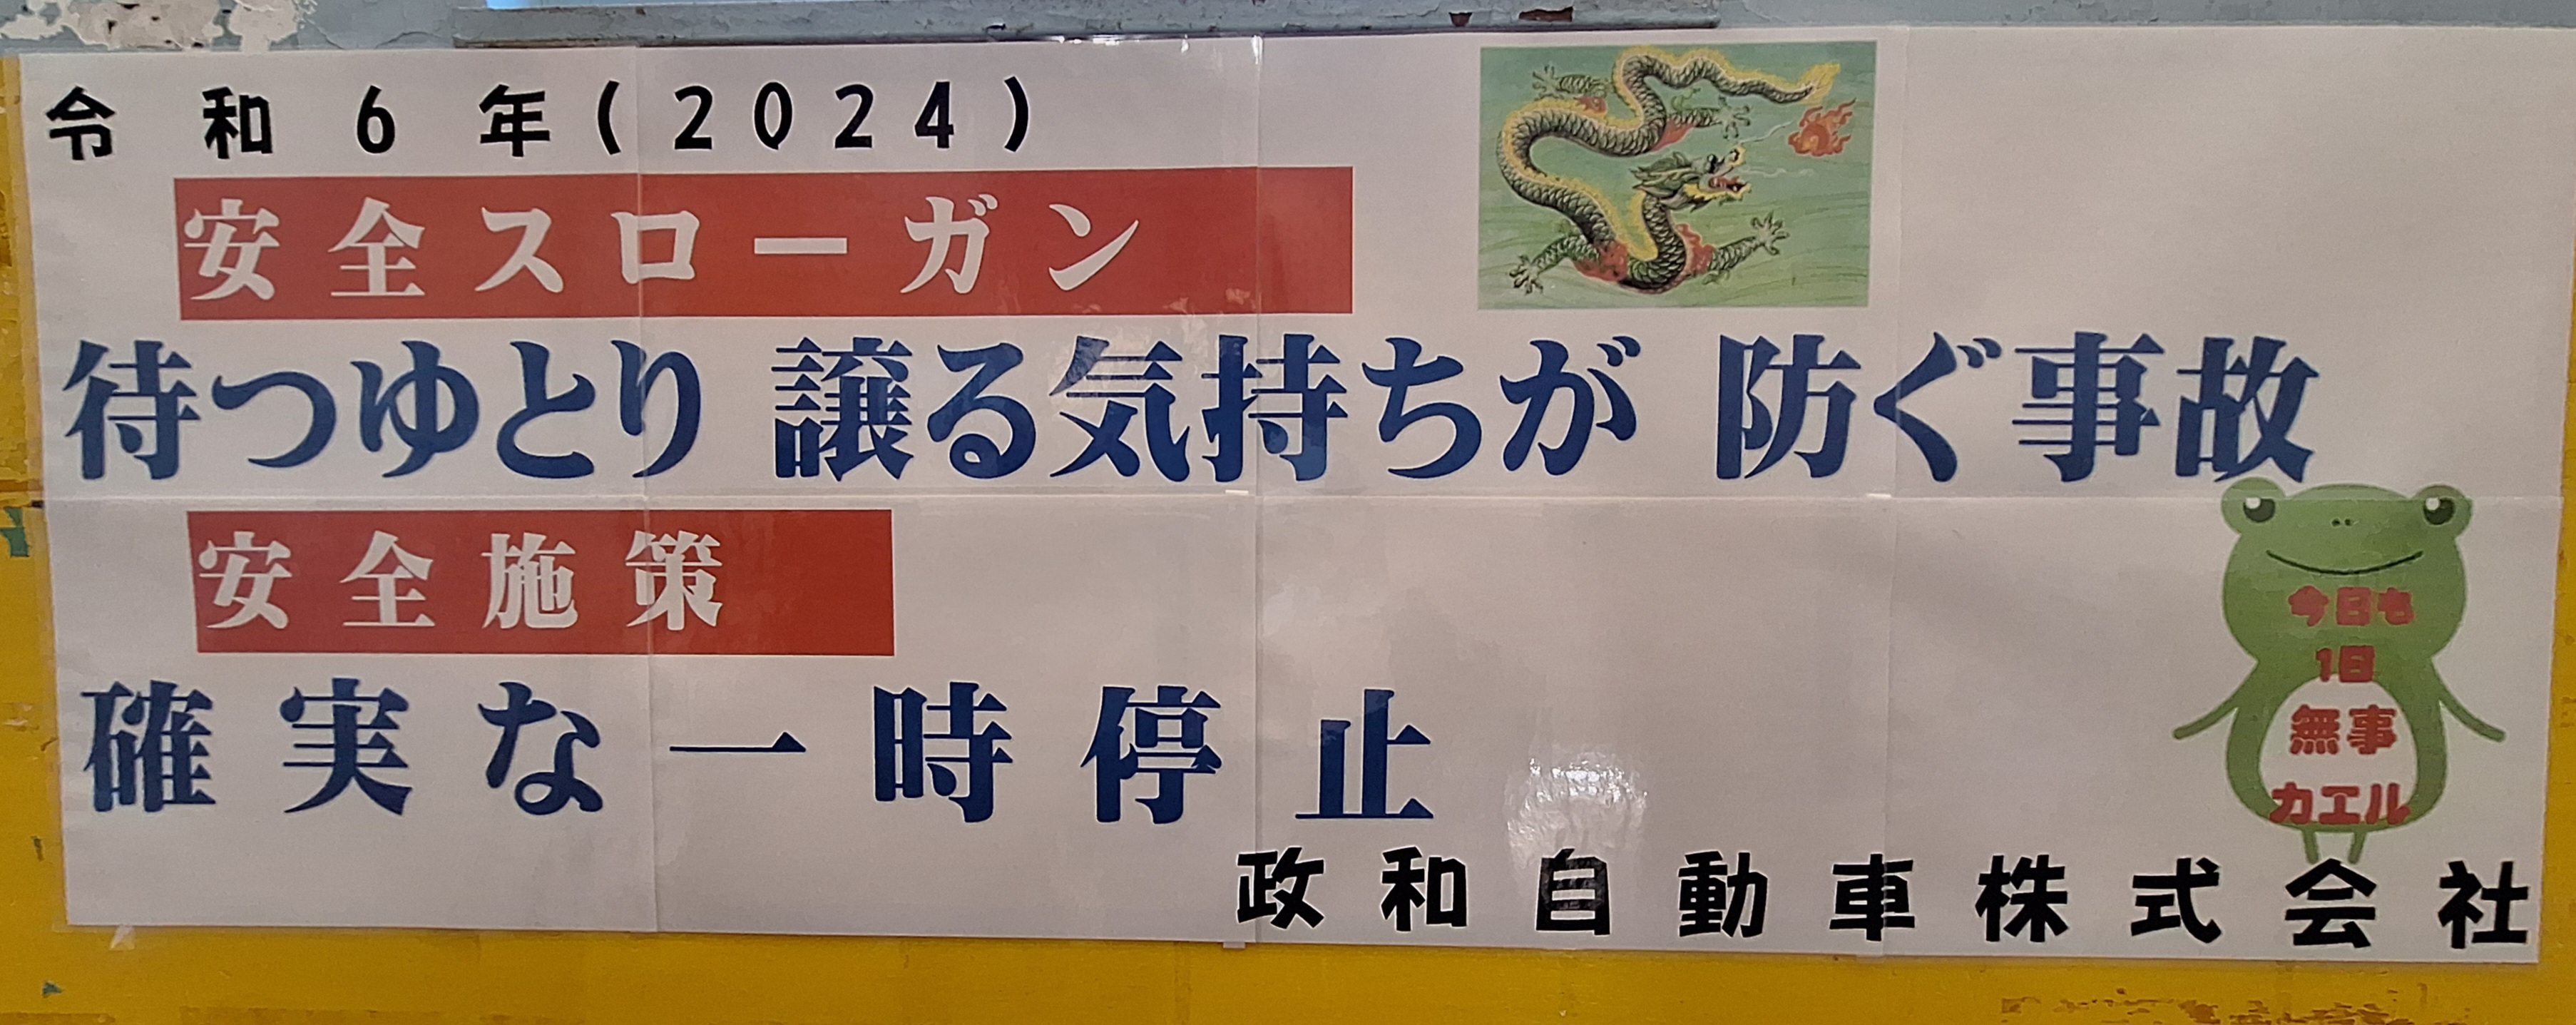 令和6年(2024)
安全スローガン
待つゆとり 譲る気持ちが 防ぐ事故
安全施策
確実な一時停止
今日も
1日
無事
カエル
政和自動車株式会社